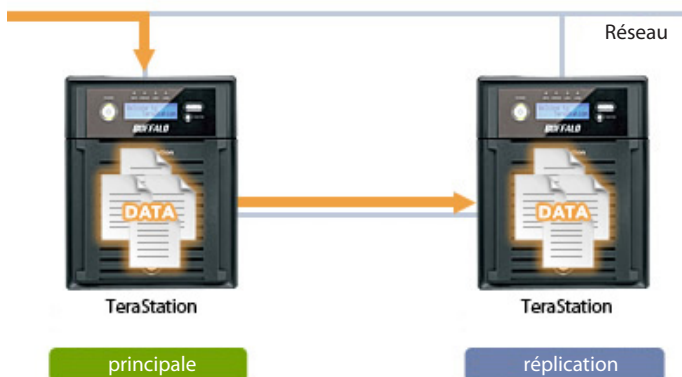 Réseau
BUFFALO
BUFFALO
DATA
DATA
TeraStation
TeraStation
principale
réplication